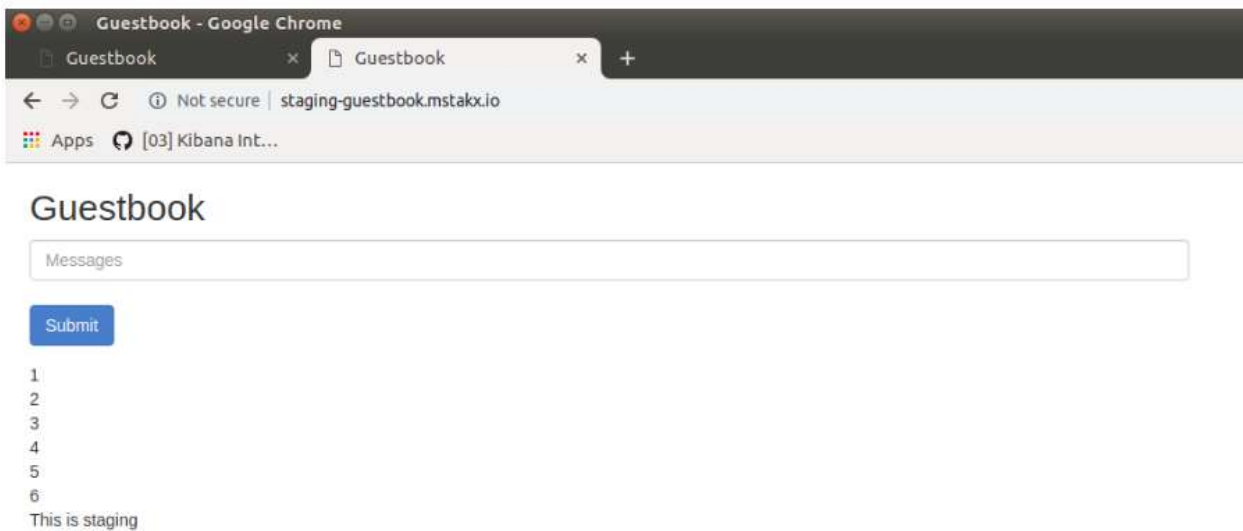 Guestbook - Google Chrome
Guestbook
Guestbook
Not secure | staging-guestbook.mstakx.io
Apps [03] Kibana Int...
Guestbook
Messages
Submit
1
2
3
4
5
6
This is staging